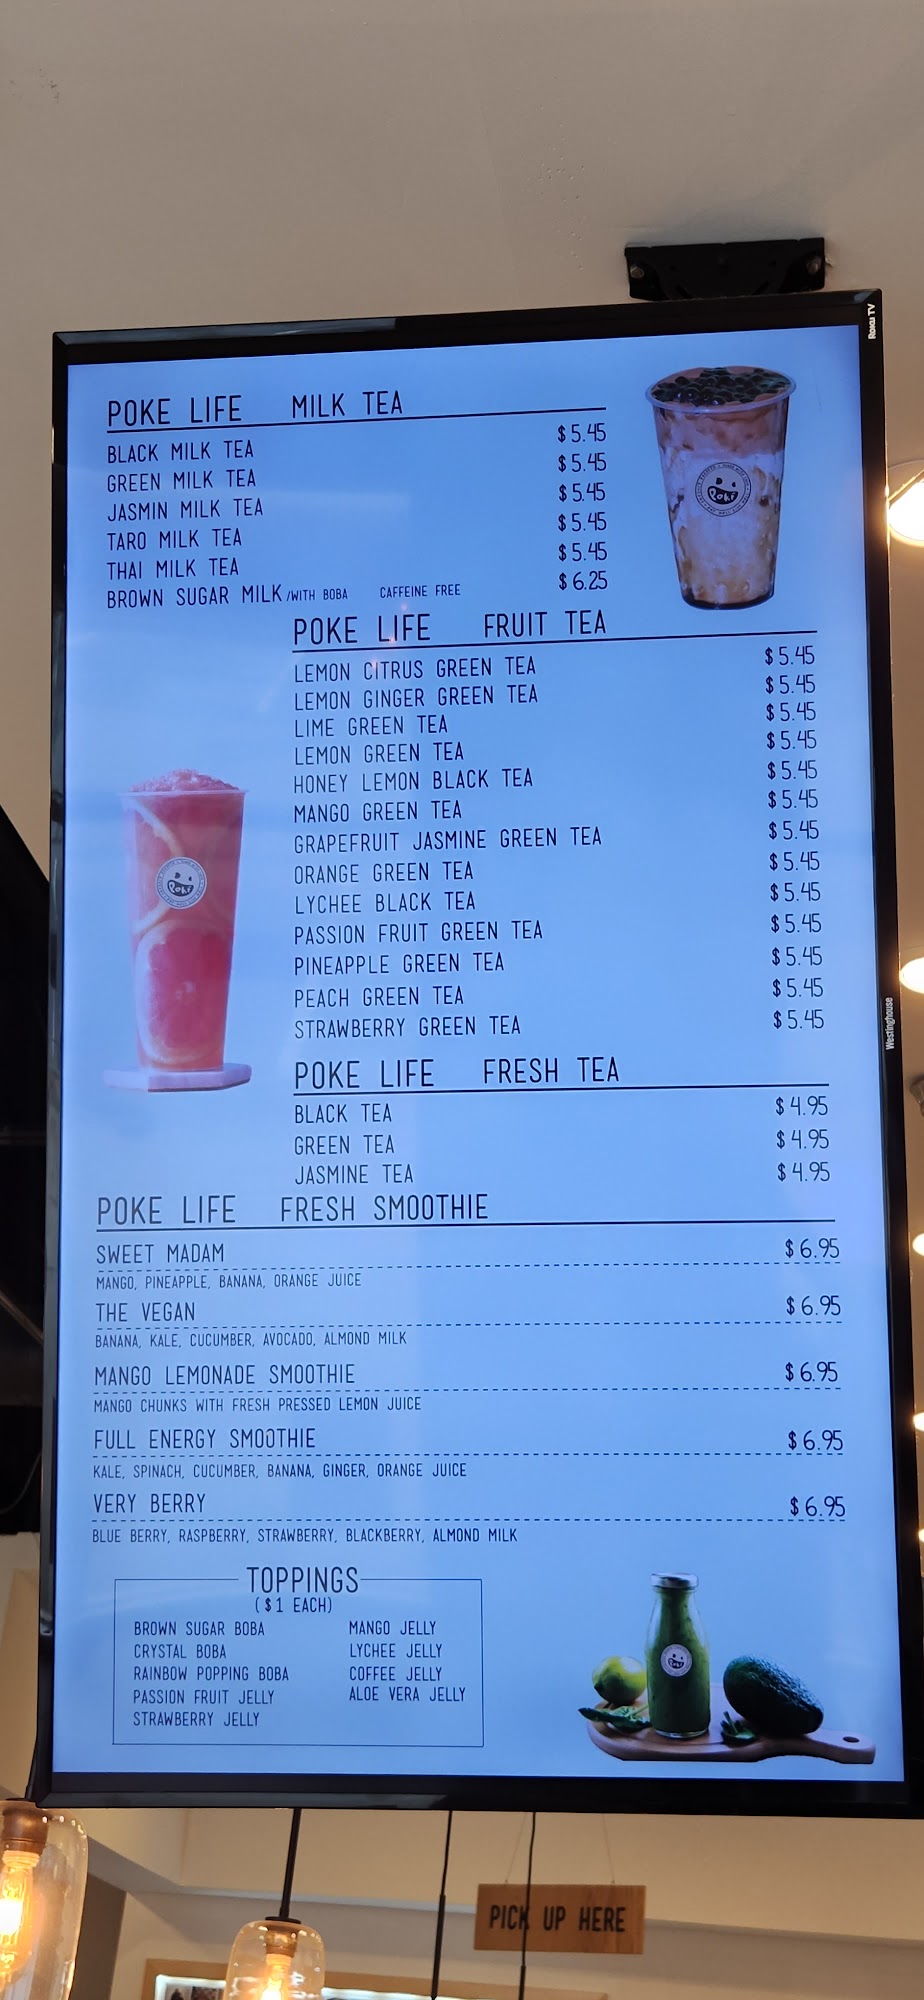 Roku TV
POKE LIFE MILK TEA
BLACK MILK TEA $5.45
GREEN MILK TEA $5.45
JASMIN MILK TEA $5.45
TARO MILK TEA $5.45
THAI MILK TEA $5.45
BROWN SUGAR MILK /WITH BOBA CAFFEINE FREE $6.25
Poké
POKE LIFE FRUIT TEA
LEMON CITRUS GREEN TEA $5.45
LEMON GINGER GREEN TEA $5.45
LIME GREEN TEA $5.45
LEMON GREEN TEA $5.45
HONEY LEMON BLACK TEA $5.45
MANGO GREEN TEA $5.45
GRAPEFRUIT JASMINE GREEN TEA $5.45
ORANGE GREEN TEA $5.45
LYCHEE BLACK TEA $5.45
PASSION FRUIT GREEN TEA $5.45
PINEAPPLE GREEN TEA $5.45
PEACH GREEN TEA $5.45
STRAWBERRY GREEN TEA $5.45
Poké
Westinghouse
POKE LIFE FRESH TEA
BLACK TEA $4.95
GREEN TEA $4.95
JASMINE TEA $4.95
POKE LIFE FRESH SMOOTHIE
SWEET MADAM $6.95
MANGO, PINEAPPLE, BANANA, ORANGE JUICE
THE VEGAN $6.95
BANANA, KALE, CUCUMBER, AVOCADO, ALMOND MILK
MANGO LEMONADE SMOOTHIE $6.95
MANGO CHUNKS WITH FRESH PRESSED LEMON JUICE
FULL ENERGY SMOOTHIE $6.95
KALE, SPINACH, CUCUMBER, BANANA, GINGER, ORANGE JUICE
VERY BERRY $6.95
BLUE BERRY, RASPBERRY, STRAWBERRY, BLACKBERRY, ALMOND MILK
TOPPINGS
($1 EACH)
BROWN SUGAR BOBA MANGO JELLY
CRYSTAL BOBA LYCHEE JELLY
RAINBOW POPPING BOBA COFFEE JELLY
PASSION FRUIT JELLY ALOE VERA JELLY
STRAWBERRY JELLY
PICK UP HERE